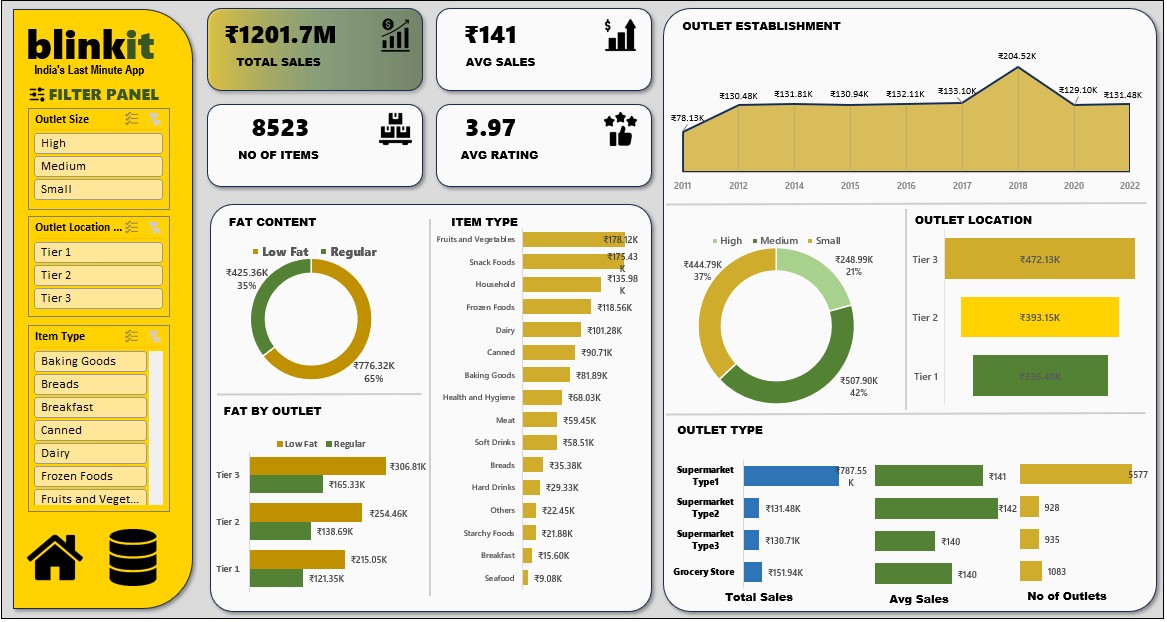 blinkit
India's Last Minute App
FILTER PANEL
Outlet Size
High
Medium
Small
Outlet Location ...
Tier 1
Tier 2
Tier 3
Item Type
Baking Goods
Breads
Breakfast
Canned
Dairy
Frozen Foods
Fruits and Veget...
₹1201.7M
TOTAL SALES
₹141
AVG SALES
8523
NO OF ITEMS
3.97
AVG RATING
FAT CONTENT
Low Fat Regular
₹425.36K
35%
₹776.32K
65%
FAT BY OUTLET
Low Fat Regular
Tier 3 ₹306.81K
₹165.33K
Tier 2 ₹254.46K
₹138.69K
Tier 1 ₹215.05K
₹121.35K
ITEM TYPE
Fruits and Vegetables ₹178.12K
Snack Foods ₹175.43
K
Household ₹135.98
K
Frozen Foods ₹118.56K
Dairy ₹101.28K
Canned ₹90.71K
Baking Goods ₹81.89K
Health and Hygiene ₹68.03K
Meat ₹59.45K
Soft Drinks ₹58.51K
Breads ₹35.38K
Hard Drinks ₹29.33K
Others ₹22.45K
Starchy Foods ₹21.88K
Breakfast ₹15.60K
Seafood ₹9.08K
OUTLET ESTABLISHMENT
₹78.13K ₹130.48K ₹131.81K ₹130.94K ₹132.11K ₹133.10K ₹204.52K ₹129.10K ₹131.48K
2011 2012 2014 2015 2016 2017 2018 2020 2022
High Medium Small
₹444.79K
37%
₹248.99K
21%
₹507.90K
42%
OUTLET LOCATION
Tier 3 ₹472.13K
Tier 2 ₹393.15K
Tier 1 ₹336.40K
OUTLET TYPE
Supermarket
Type1
₹787.55
K
₹141
5577
Supermarket
Type2
₹131.48K
₹142
928
Supermarket
Type3
₹130.71K
₹140
935
Grocery Store ₹151.94K ₹140 1083
Total Sales Avg Sales No of Outlets